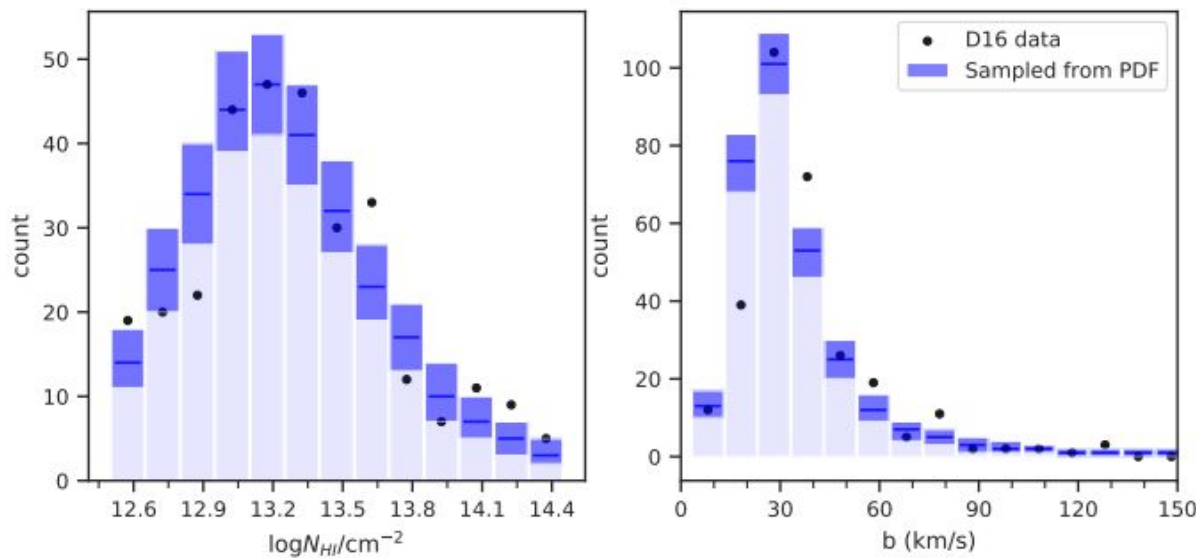 50
40
30
20
10
0
count
12.6 12.9 13.2 13.5 13.8 14.1 14.4
logN_{HI}/cm^{-2}
100
80
60
40
20
0
count
D16 data
Sampled from PDF
0 30 60 90 120 150
b (km/s)